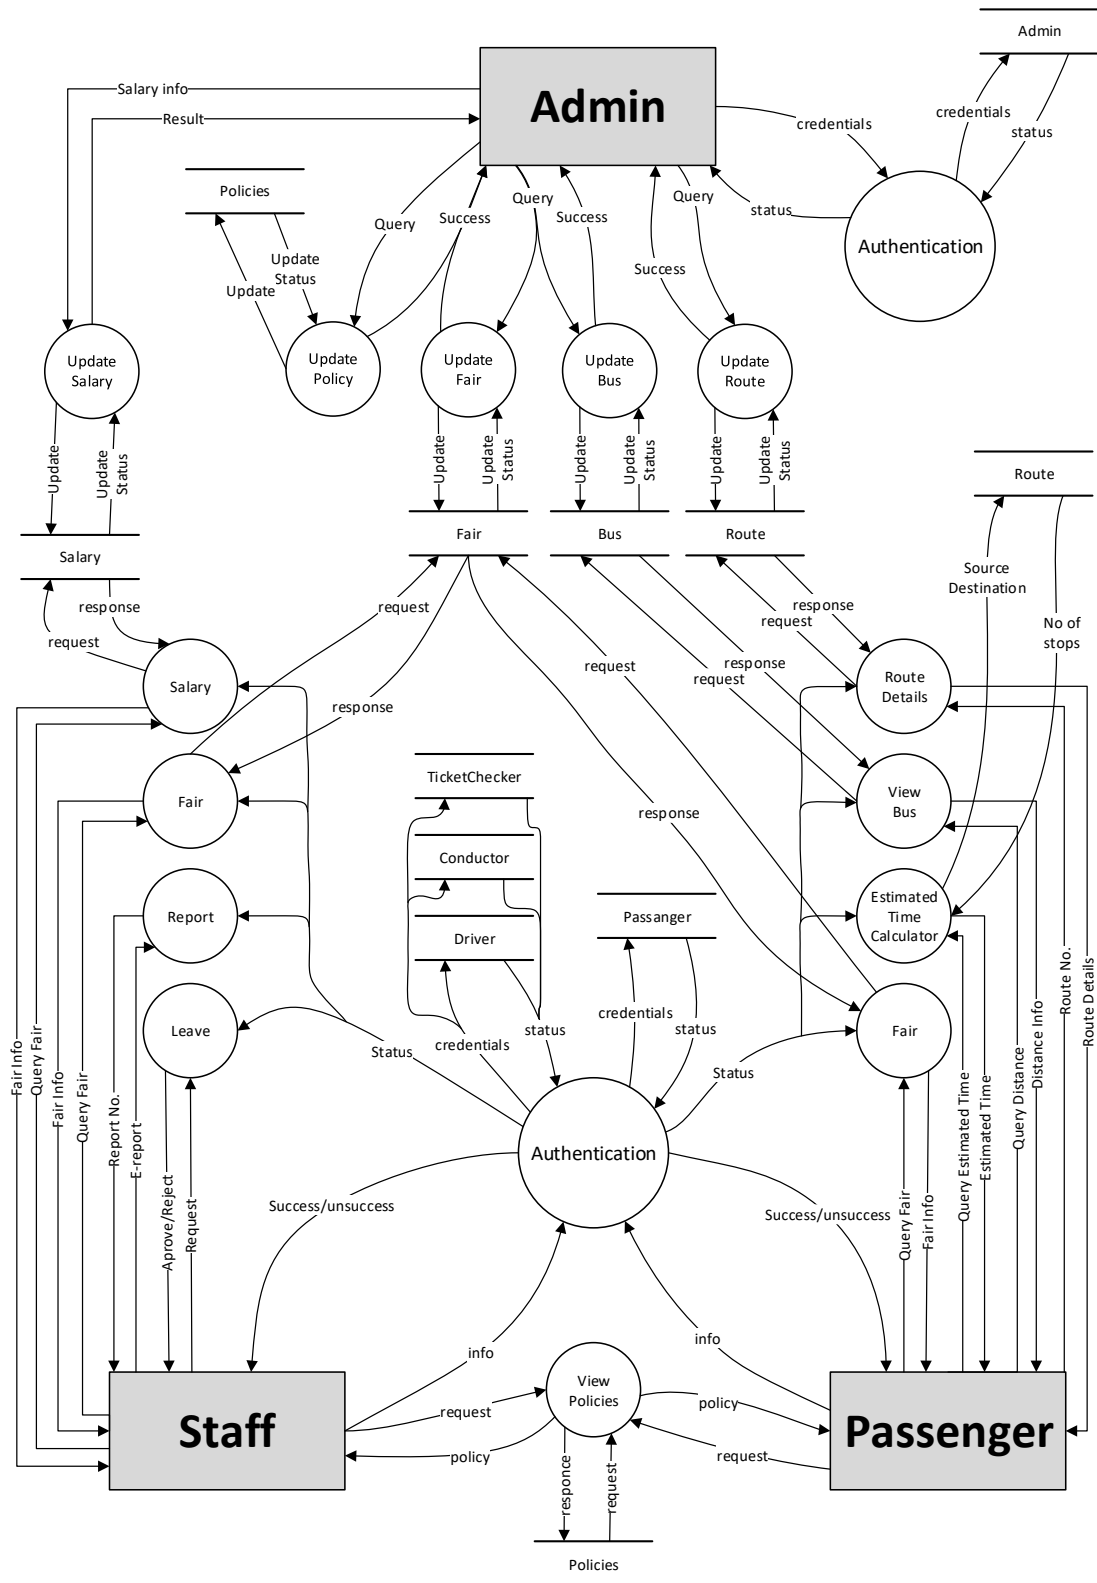 Admin
Admin
Salary info
Result
credentials
credentials
status
Policies
Query
Success
Query
Success
Query
status
Authentication
Update
Status
Update
Success
Update
Salary
Update
Policy
Update
Fair
Update
Bus
Update
Route
Update
Update
Status
Update
Update
Status
Update
Update
Status
Update
Update
Status
Route
Salary
Fair
Bus
Route
Source
Destination
No of
stops
response
request
request
response
request
request
response
request
response
Salary
Route
Details
response
Fair
TicketChecker
View
Bus
response
Conductor
Report
Driver
Passanger
Estimated
Time
Calculator
Leave
Status
credentials
status
credentials
status
Status
Fair
Fair Info
Query Fair
Fair Info
Query Fair
Report No.
E-report
Aprove/Reject
Request
Authentication
Query Fair
Fair Info
Query Estimated Time
Estimated Time
Query Distance
Distance Info
Route No.
Route Details
Success/unsuccess
Success/unsuccess
info
info
View
Policies
Staff
request
policy
policy
request
Passenger
responce
request
Policies